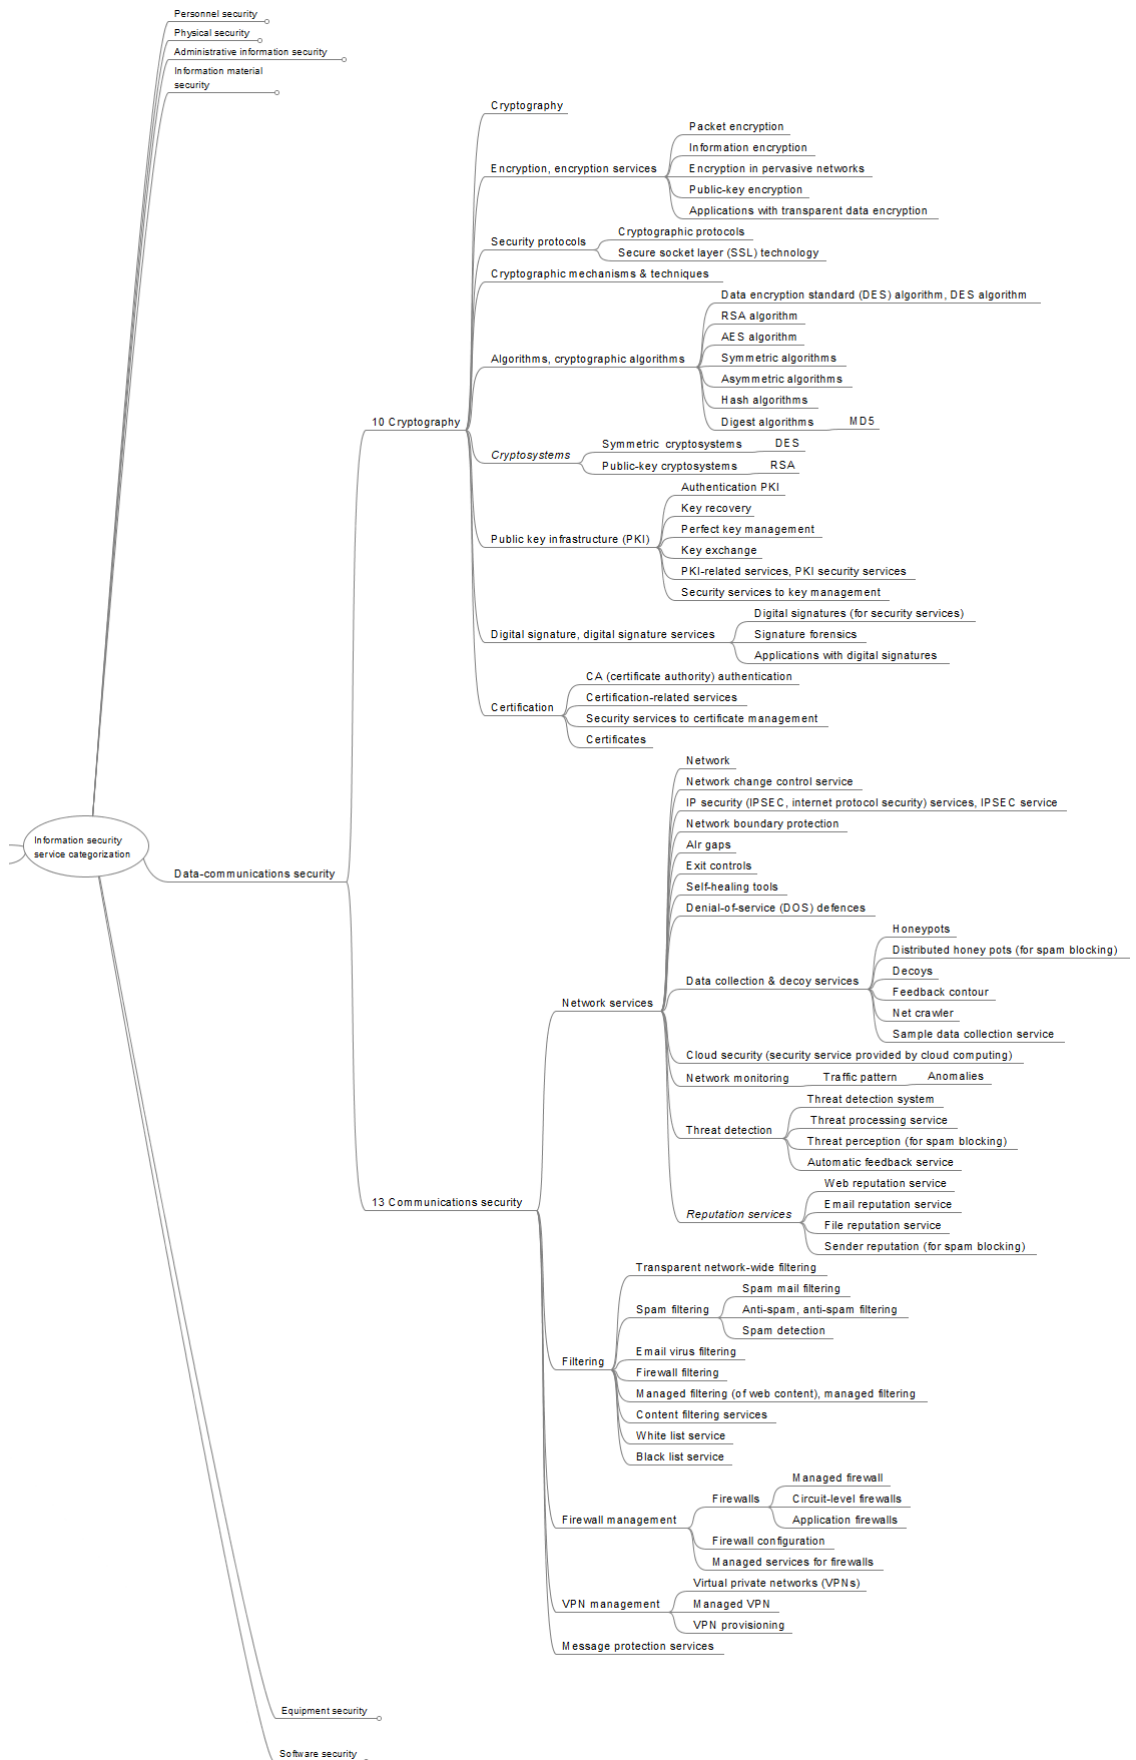 Personnel security
Physical security
Administrative information security
Information material
security
Cryptography
Packet encryption
Information encryption
Encryption, encryption services
Encryption in pervasive networks
Public-key encryption
Applications with transparent data encryption
Cryptographic protocols
Security protocols
Secure socket layer (SSL) technology
Cryptographic mechanisms & techniques
Data encryption standard (DES) algorithm, DES algorithm
RSA algorithm
AES algorithm
Algorithms, cryptographic algorithms
Symmetric algorithms
Asymmetric algorithms
Hash algorithms
Digest algorithms
MD5
10 Cryptography
Symmetric cryptosystems
DES
Cryptosystems
Public-key cryptosystems
RSA
Authentication PKI
Key recovery
Perfect key management
Public key infrastructure (PKI)
Key exchange
PKI-related services, PKI security services
Security services to key management
Digital signatures (for security services)
Digital signature, digital signature services
Signature forensics
Applications with digital signatures
CA (certificate authority) authentication
Certification-related services
Certification
Security services to certificate management
Certificates
Network
Network change control service
IP security (IPSEC, internet protocol security) services, IPSEC service
Network boundary protection
Information security
service categorization
Air gaps
Exit controls
Data-communications security
Self-healing tools
Denial-of-service (DOS) defences
Honeypots
Distributed honey pots (for spam blocking)
Decoys
Data collection & decoy services
Feedback contour
Network services
Net crawler
Sample data collection service
Cloud security (security service provided by cloud computing)
Network monitoring
Traffic pattern
Anomalies
Threat detection system
Threat processing service
Threat detection
Threat perception (for spam blocking)
Automatic feedback service
Web reputation service
13 Communications security
Email reputation service
Reputation services
File reputation service
Sender reputation (for spam blocking)
Transparent network-wide filtering
Spam mail filtering
Spam filtering
Anti-spam, anti-spam filtering
Spam detection
Email virus filtering
Filtering
Firewall filtering
Managed filtering (of web content), managed filtering
Content filtering services
White list service
Black list service
Managed firewall
Firewalls
Circuit-level firewalls
Firewall management
Application firewalls
Firewall configuration
Managed services for firewalls
Virtual private networks (VPNs)
VPN management
Managed VPN
VPN provisioning
Message protection services
Equipment security
Software security